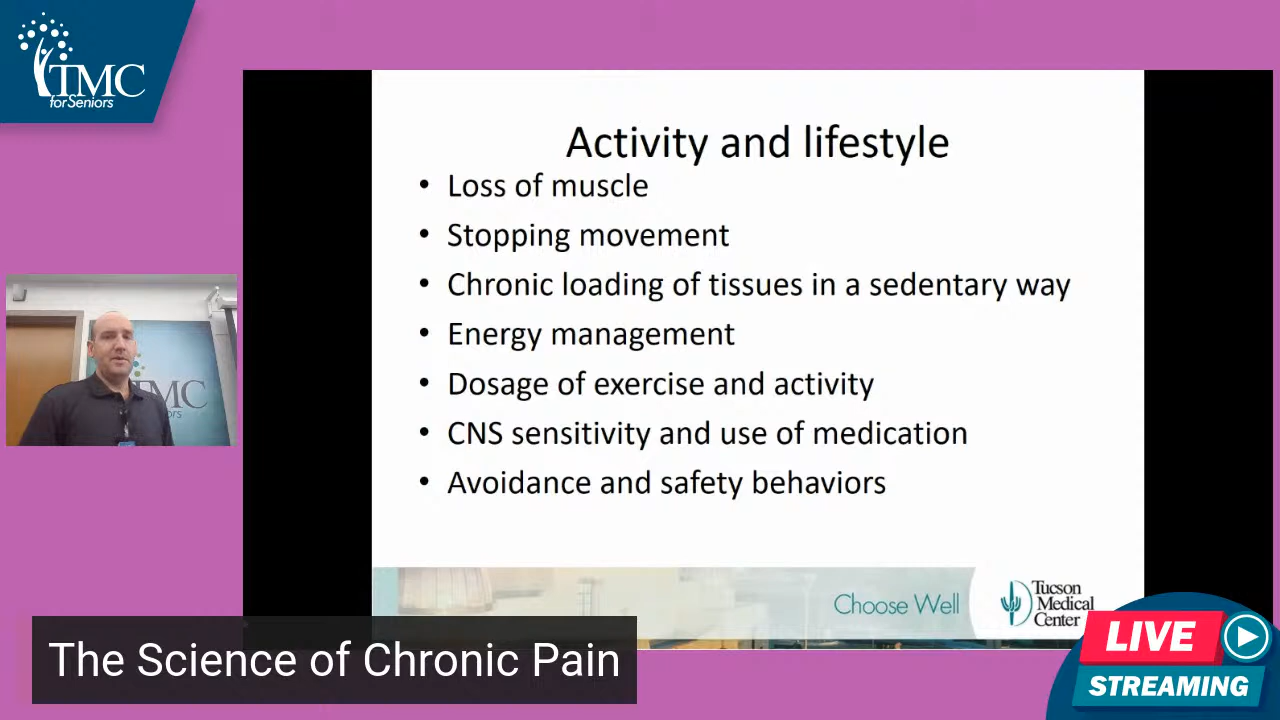 TMC
for Seniors
Activity and lifestyle
• Loss of muscle
• Stopping movement
• Chronic loading of tissues in a sedentary way
• Energy management
• Dosage of exercise and activity
• CNS sensitivity and use of medication
• Avoidance and safety behaviors
TMC
Choose Well
Tucson
Medical
Center
The Science of Chronic Pain
LIVE
STREAMING